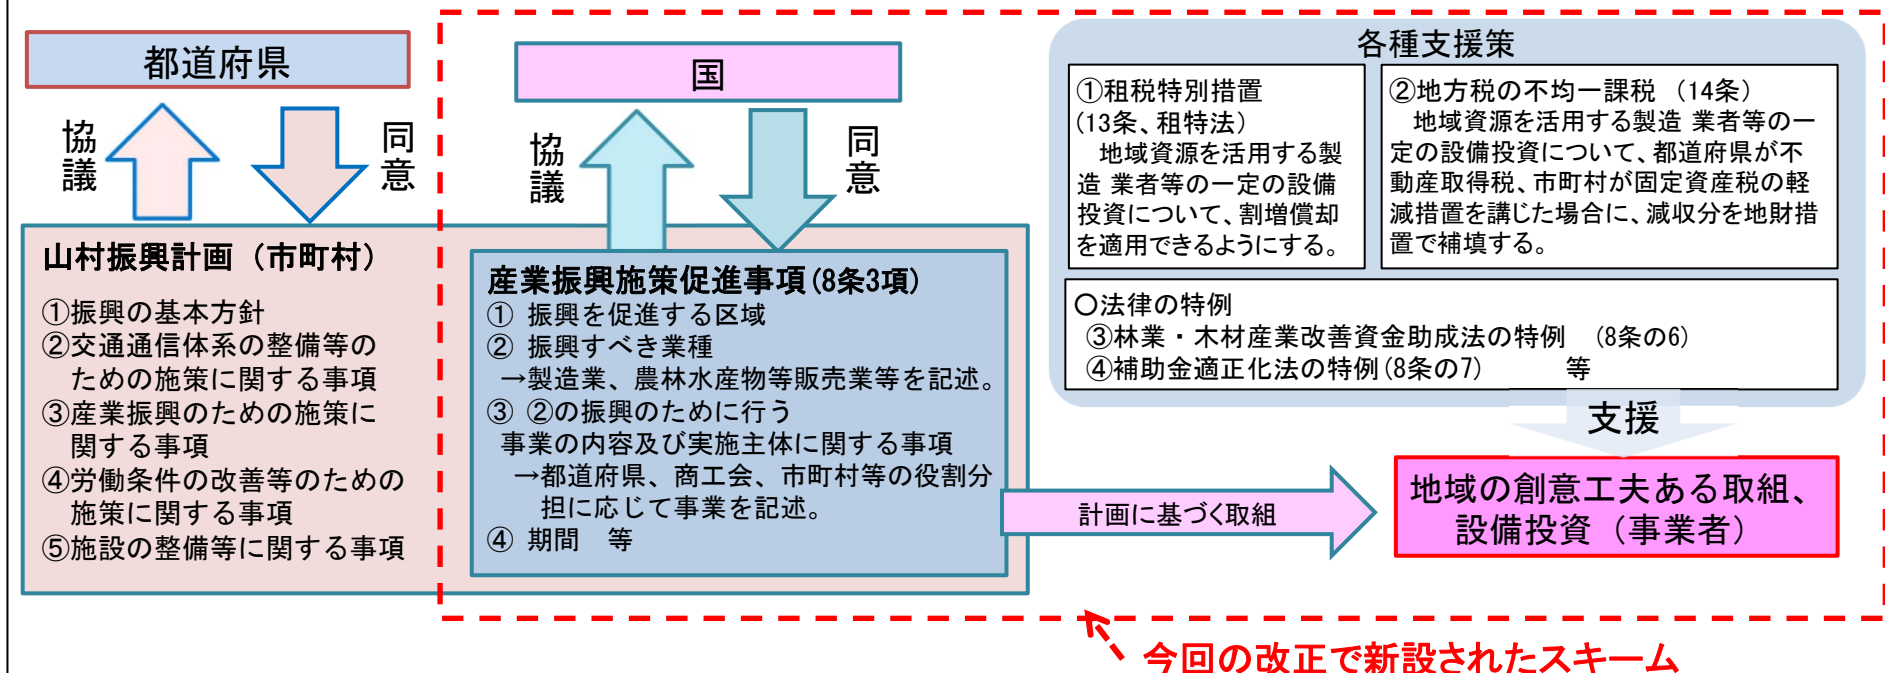 都道府県
協議
同意
山村振興計画（市町村）
①振興の基本方針
②交通通信体系の整備等の
ための施策に関する事項
③産業振興のための施策に
関する事項
④労働条件の改善等のための
施策に関する事項
⑤施設の整備等に関する事項
国
協議
同意
産業振興施策促進事項(8条3項)
① 振興を促進する区域
② 振興すべき業種
→製造業、農林水産物等販売業等を記述。
③ ②の振興のために行う
事業の内容及び実施主体に関する事項
→都道府県、商工会、市町村等の役割分
担に応じて事業を記述。
④ 期間　等
各種支援策
①租税特別措置
(13条、租特法)
地域資源を活用する製
造 業者等の一定の設備
投資について、割増償却
を適用できるようにする。
②地方税の不均一課税 （14条）
地域資源を活用する製造 業者等の一
定の設備投資について、都道府県が不
動産取得税、市町村が固定資産税の軽
減措置を講じた場合に、減収分を地財措
置で補填する。
〇法律の特例
③林業・木材産業改善資金助成法の特例 (8条の6)
④補助金適正化法の特例(8条の7)　等
支援
計画に基づく取組
地域の創意工夫ある取組、
設備投資（事業者）
今回の改正で新設されたスキーム